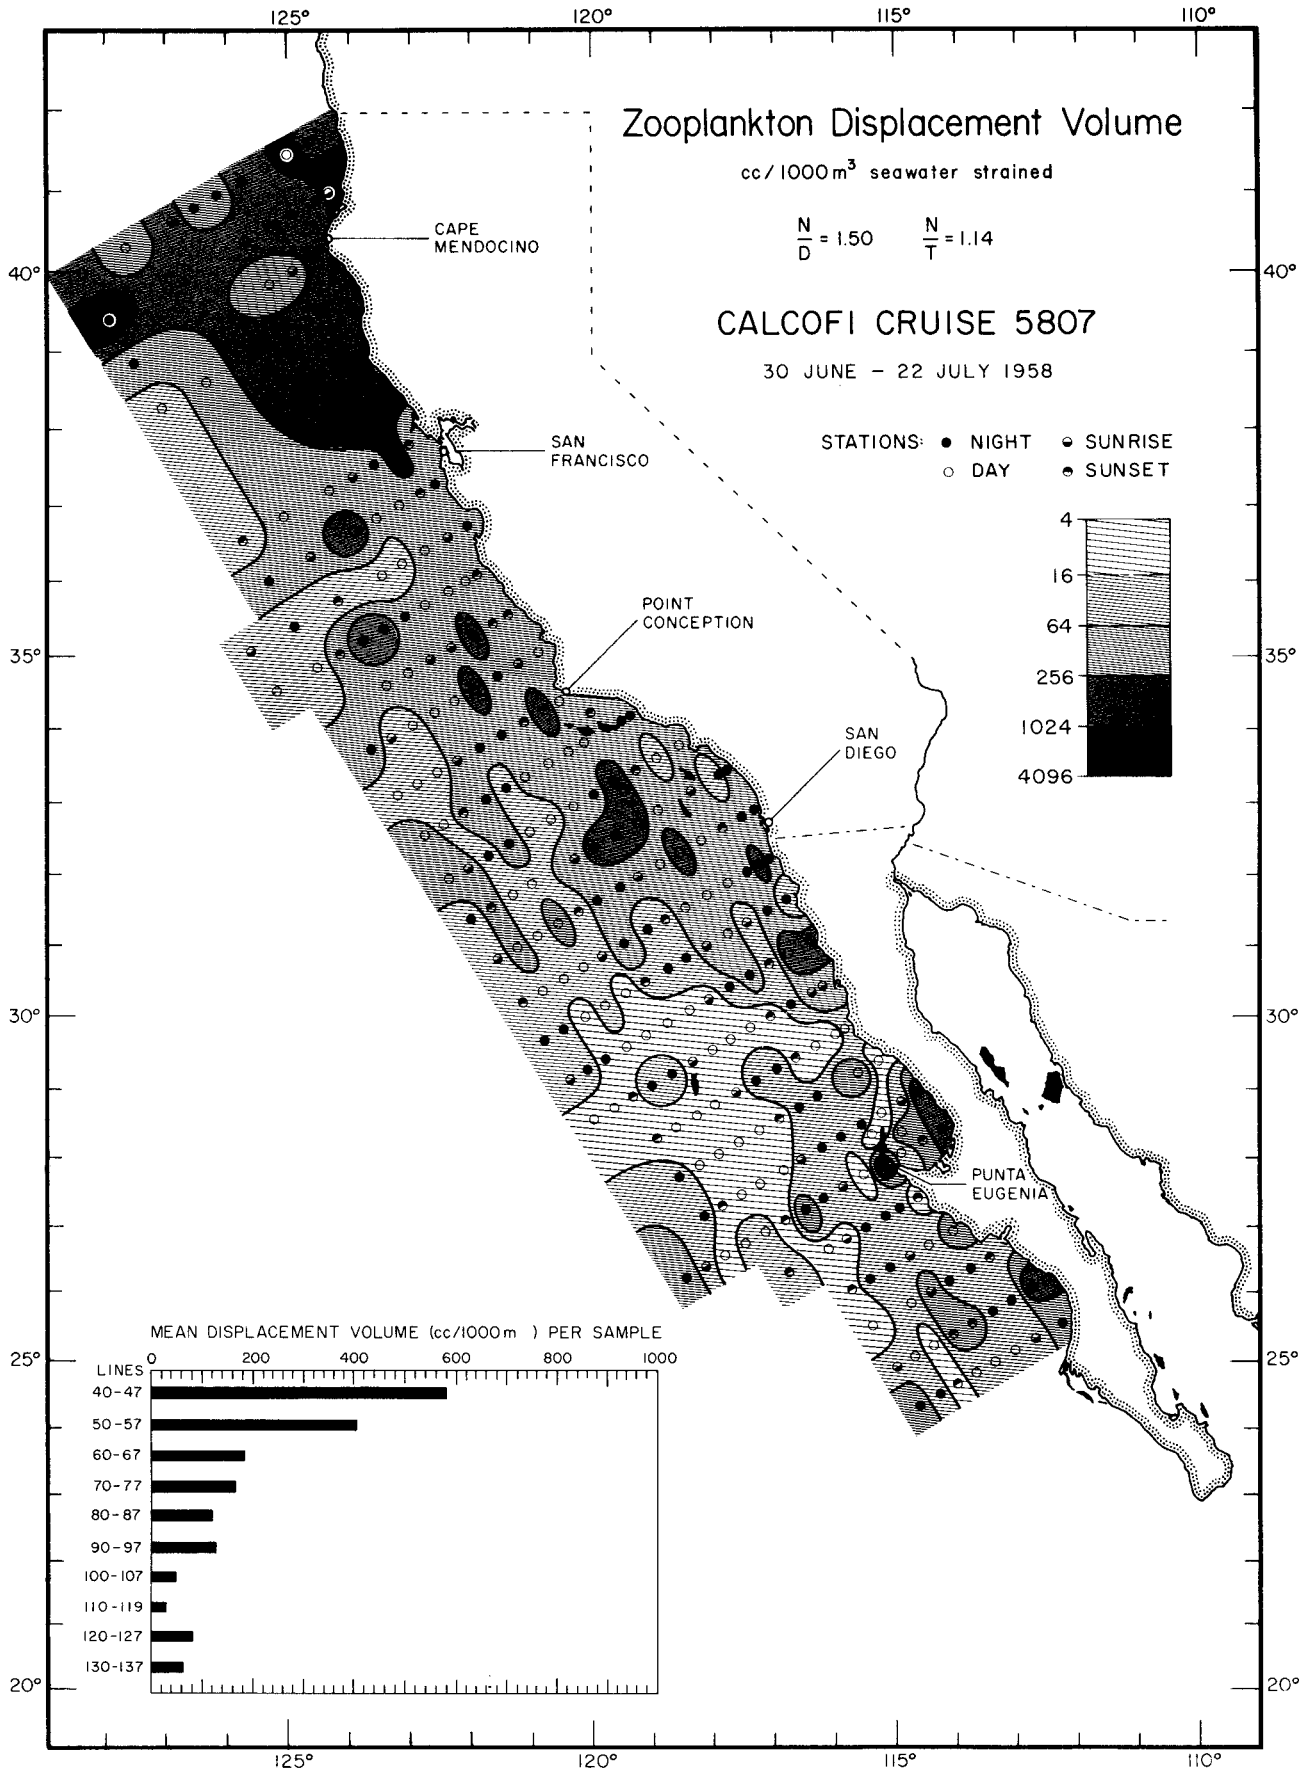 125° 120° 115° 110°
Zooplankton Displacement Volume
cc/1000m³ seawater strained
N/D = 1.50 N/T = 1.14
CAPE
MENDOCINO
40° 40°
CALCOFI CRUISE 5807
30 JUNE – 22 JULY 1958
STATIONS: ● NIGHT ◒ SUNRISE
○ DAY ◓ SUNSET
SAN
FRANCISCO
4
16
64
256
1024
4096
POINT
CONCEPTION
35° 35°
SAN
DIEGO
30° 30°
PUNTA
EUGENIA
MEAN DISPLACEMENT VOLUME (cc/1000m ) PER SAMPLE
LINES 0 200 400 600 800 1000
25° 25°
40-47
50-57
60-67
70-77
80-87
90-97
100-107
110-119
120-127
130-137
20° 20°
125° 120° 115° 110°